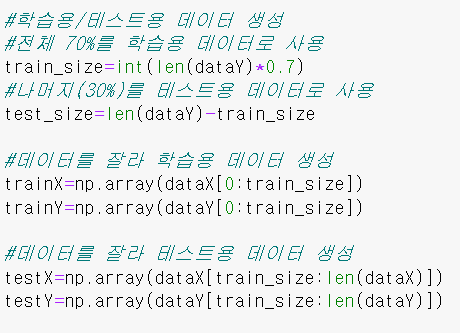 #학습용/테스트용 데이터 생성
#전체 70%를 학습용 데이터로 사용
train_size=int(len(dataY)*0.7)
#나머지(30%)를 테스트용 데이터로 사용
test_size=len(dataY)-train_size
#데이터를 잘라 학습용 데이터 생성
trainX=np.array(dataX[0:train_size])
trainY=np.array(dataY[0:train_size])
#데이터를 잘라 테스트용 데이터 생성
testX=np.array(dataX[train_size:len(dataX)])
testY=np.array(dataY[train_size:len(dataY)])